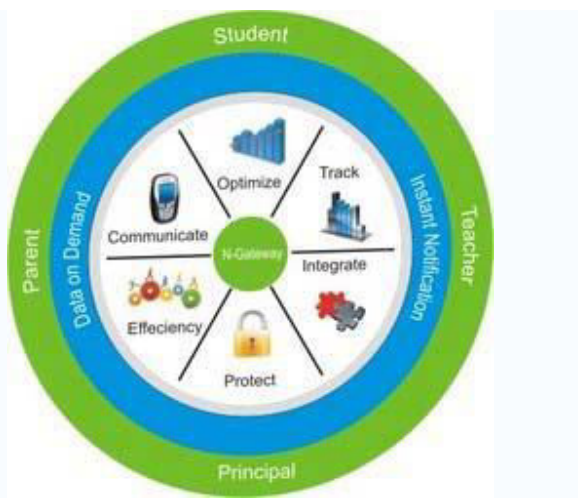 Student
Optimize
Track
Communicate
Data on Demand
Instant Notification
Parent
Teacher
N-Gateway
Integrate
Effeciency
Protect
Principal